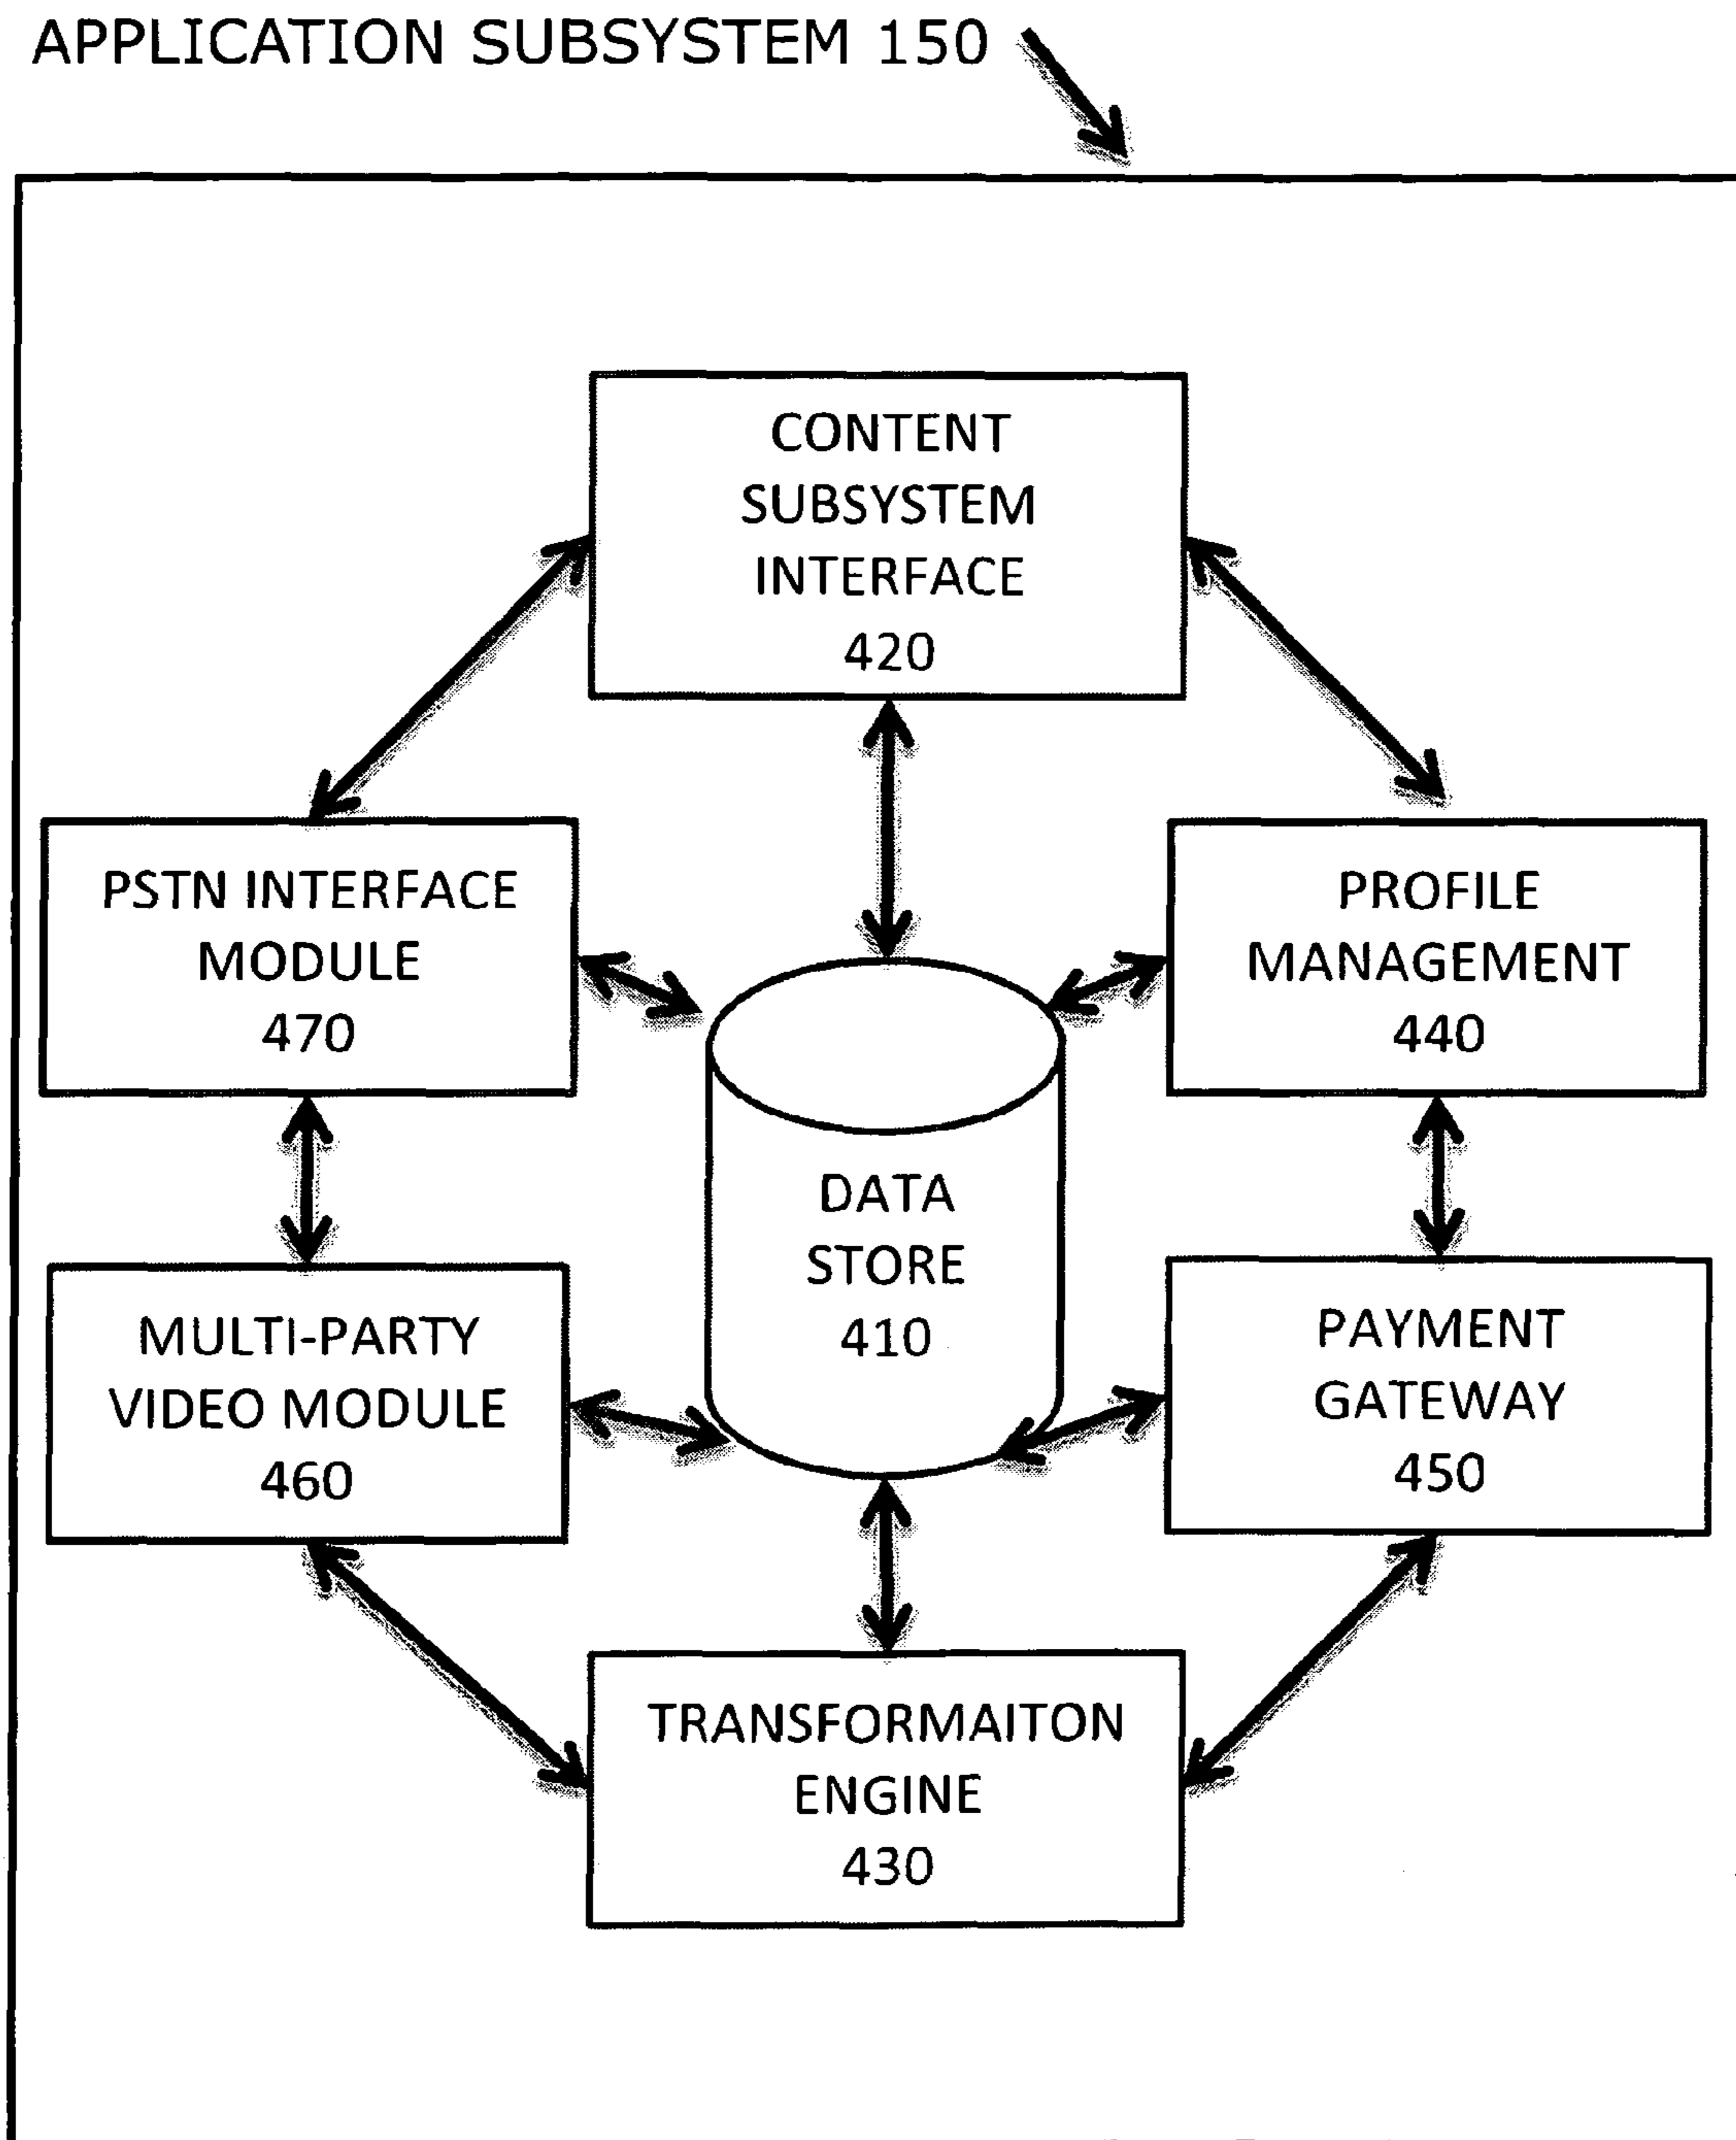 APPLICATION SUBSYSTEM 150
CONTENT
SUBSYSTEM
INTERFACE
420
PSTN INTERFACE
MODULE
470
PROFILE
MANAGEMENT
440
DATA
STORE
410
MULTI-PARTY
VIDEO MODULE
460
PAYMENT
GATEWAY
450
TRANSFORMAITON
ENGINE
430